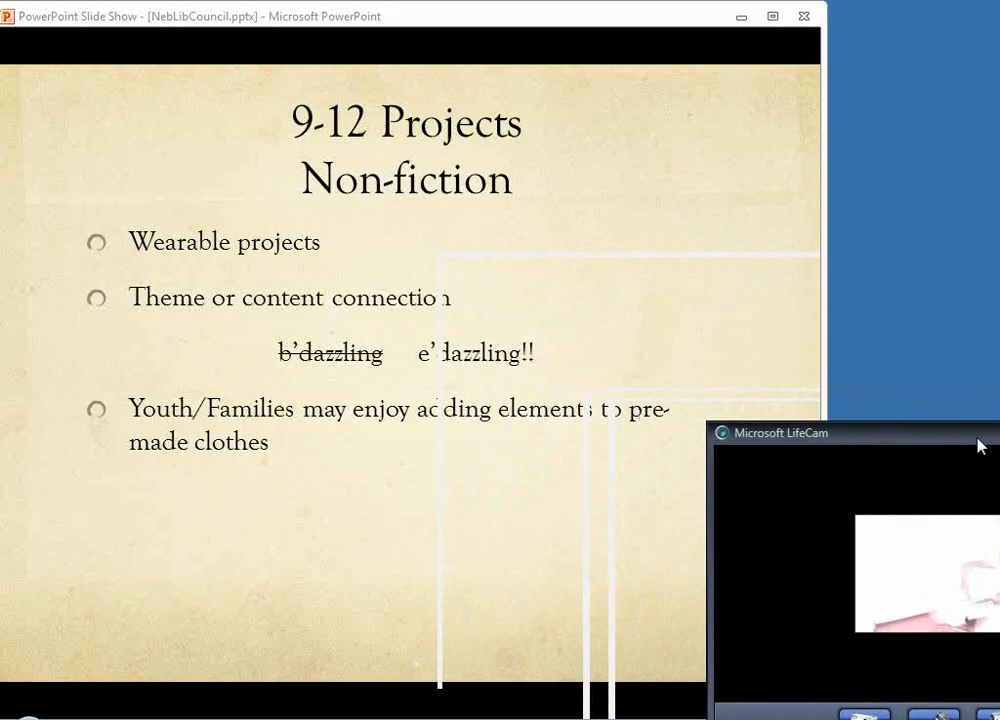 PowerPoint Slide Show - [NebLibCouncil.pptx] - Microsoft PowerPoint
9-12 Projects
Non-fiction
Wearable projects
Theme or content connection
b'dazzling e'dazzling!!
Youth/Families may enjoy adding elements to pre-
made clothes
Microsoft LifeCam